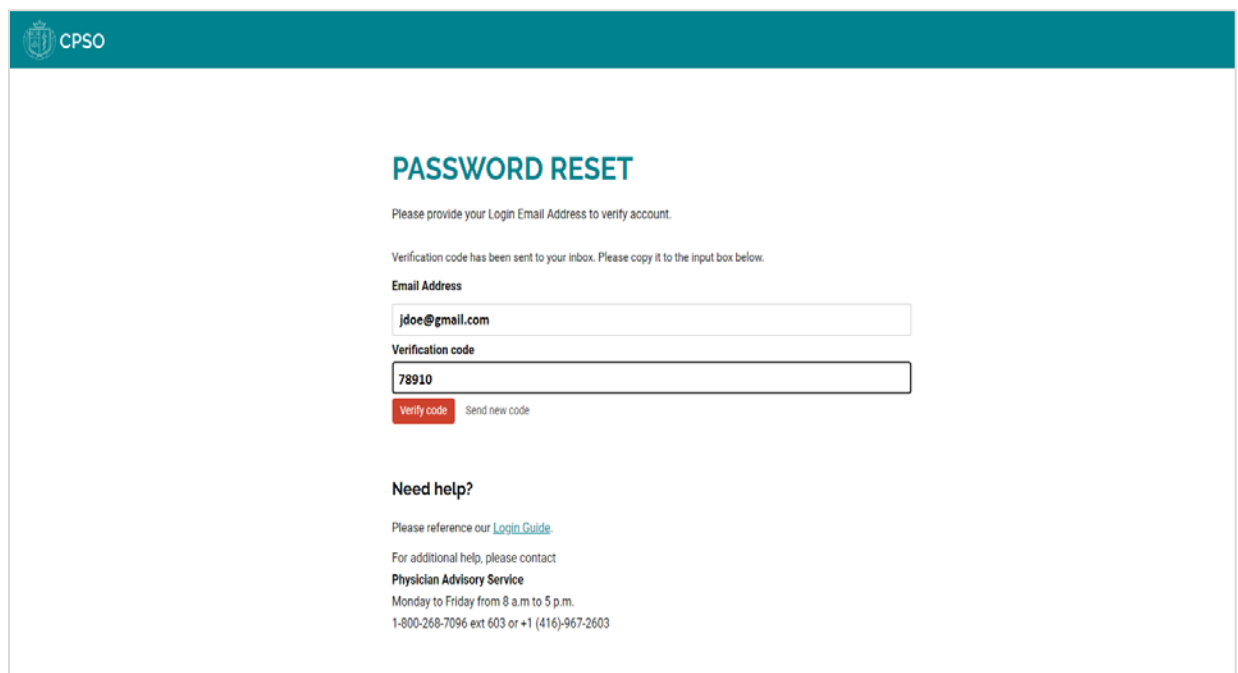 CPSO
PASSWORD RESET
Please provide your Login Email Address to verify account.
Verification code has been sent to your inbox. Please copy it to the input box below.
Email Address
jdoe@gmail.com
Verification code
78910
Verify code Send new code
Need help?
Please reference our Login Guide.
For additional help, please contact
Physician Advisory Service
Monday to Friday from 8 a.m to 5 p.m.
1-800-268-7096 ext 603 or +1 (416)-967-2603